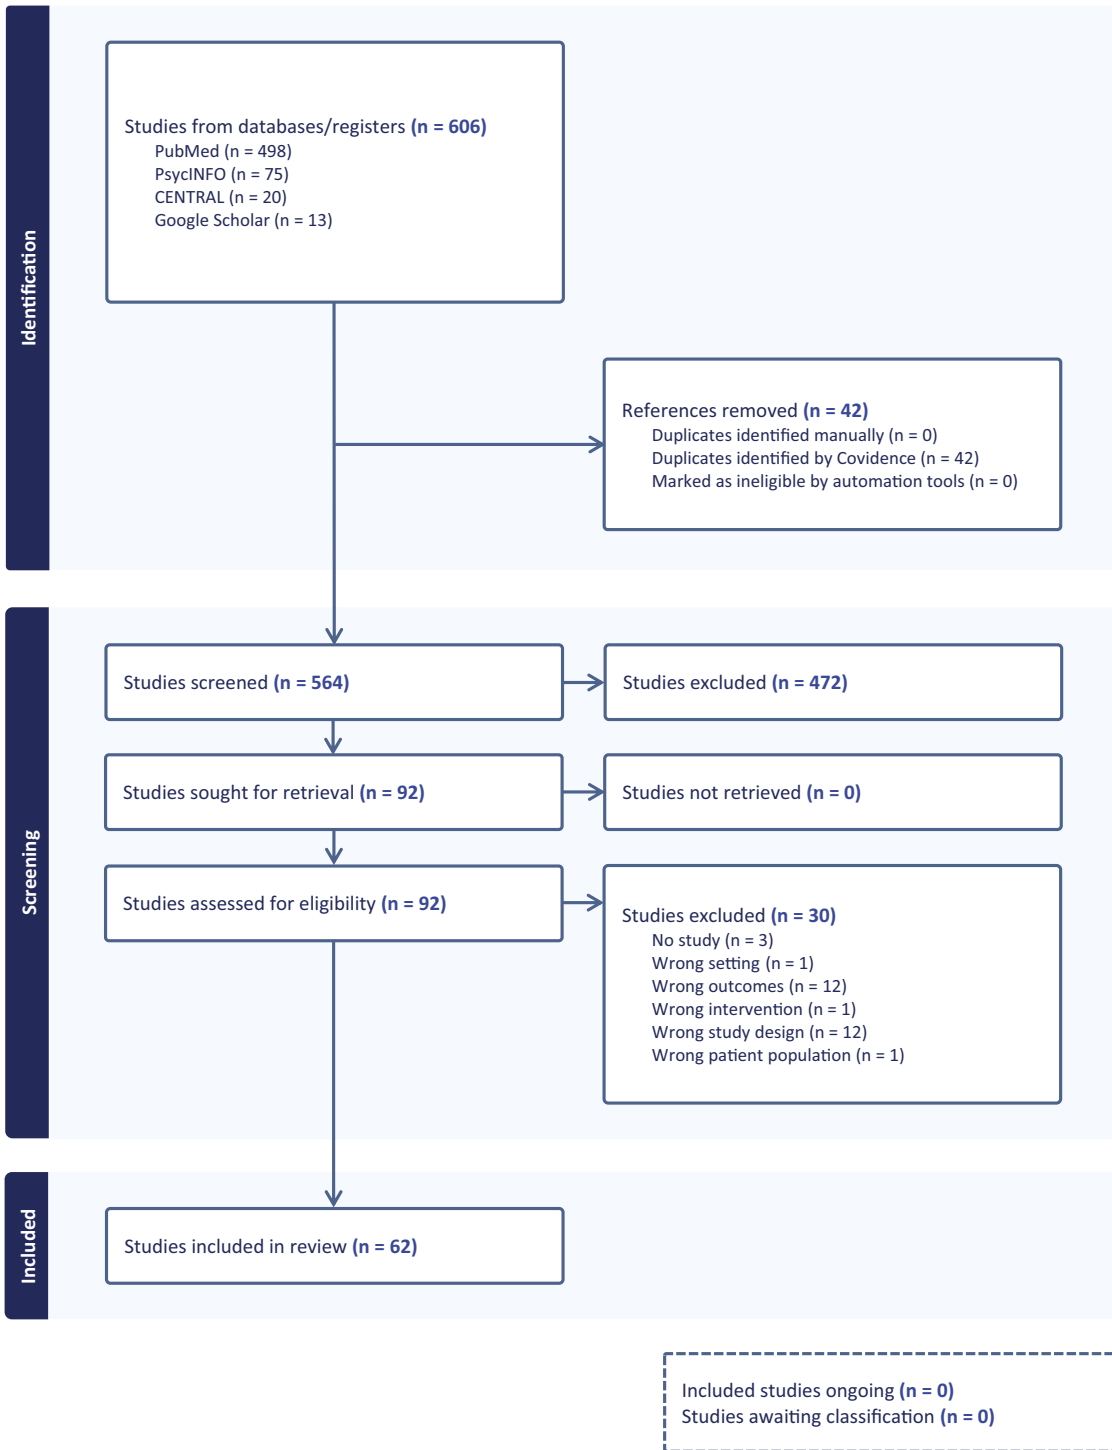 Identification
Studies from databases/registers (n = 606)
PubMed (n = 498)
PsycINFO (n = 75)
CENTRAL (n = 20)
Google Scholar (n = 13)
References removed (n = 42)
Duplicates identified manually (n = 0)
Duplicates identified by Covidence (n = 42)
Marked as ineligible by automation tools (n = 0)
Screening
Studies screened (n = 564)
Studies excluded (n = 472)
Studies sought for retrieval (n = 92)
Studies not retrieved (n = 0)
Studies assessed for eligibility (n = 92)
Studies excluded (n = 30)
No study (n = 3)
Wrong setting (n = 1)
Wrong outcomes (n = 12)
Wrong intervention (n = 1)
Wrong study design (n = 12)
Wrong patient population (n = 1)
Included
Studies included in review (n = 62)
Included studies ongoing (n = 0)
Studies awaiting classification (n = 0)